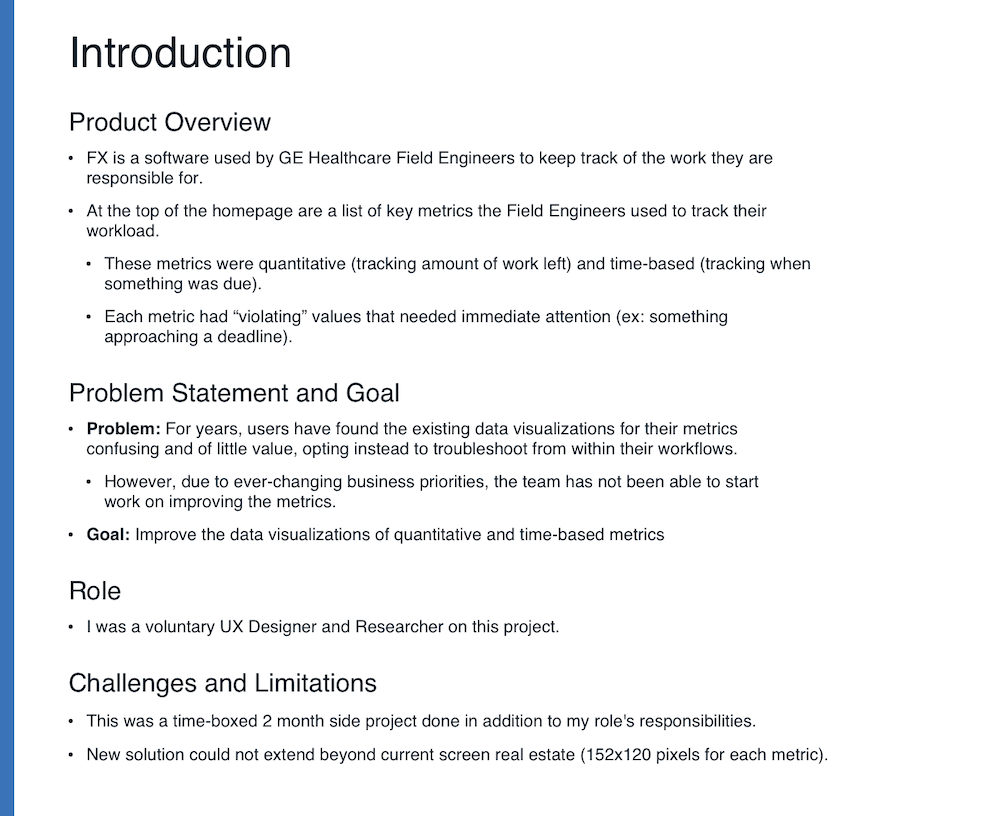 Introduction
Product Overview
• FX is a software used by GE Healthcare Field Engineers to keep track of the work they are
responsible for.
• At the top of the homepage are a list of key metrics the Field Engineers used to track their
workload.
• These metrics were quantitative (tracking amount of work left) and time-based (tracking when
something was due).
• Each metric had “violating” values that needed immediate attention (ex: something
approaching a deadline).
Problem Statement and Goal
• Problem: For years, users have found the existing data visualizations for their metrics
confusing and of little value, opting instead to troubleshoot from within their workflows.
• However, due to ever-changing business priorities, the team has not been able to start
work on improving the metrics.
• Goal: Improve the data visualizations of quantitative and time-based metrics
Role
• I was a voluntary UX Designer and Researcher on this project.
Challenges and Limitations
• This was a time-boxed 2 month side project done in addition to my role's responsibilities.
• New solution could not extend beyond current screen real estate (152x120 pixels for each metric).